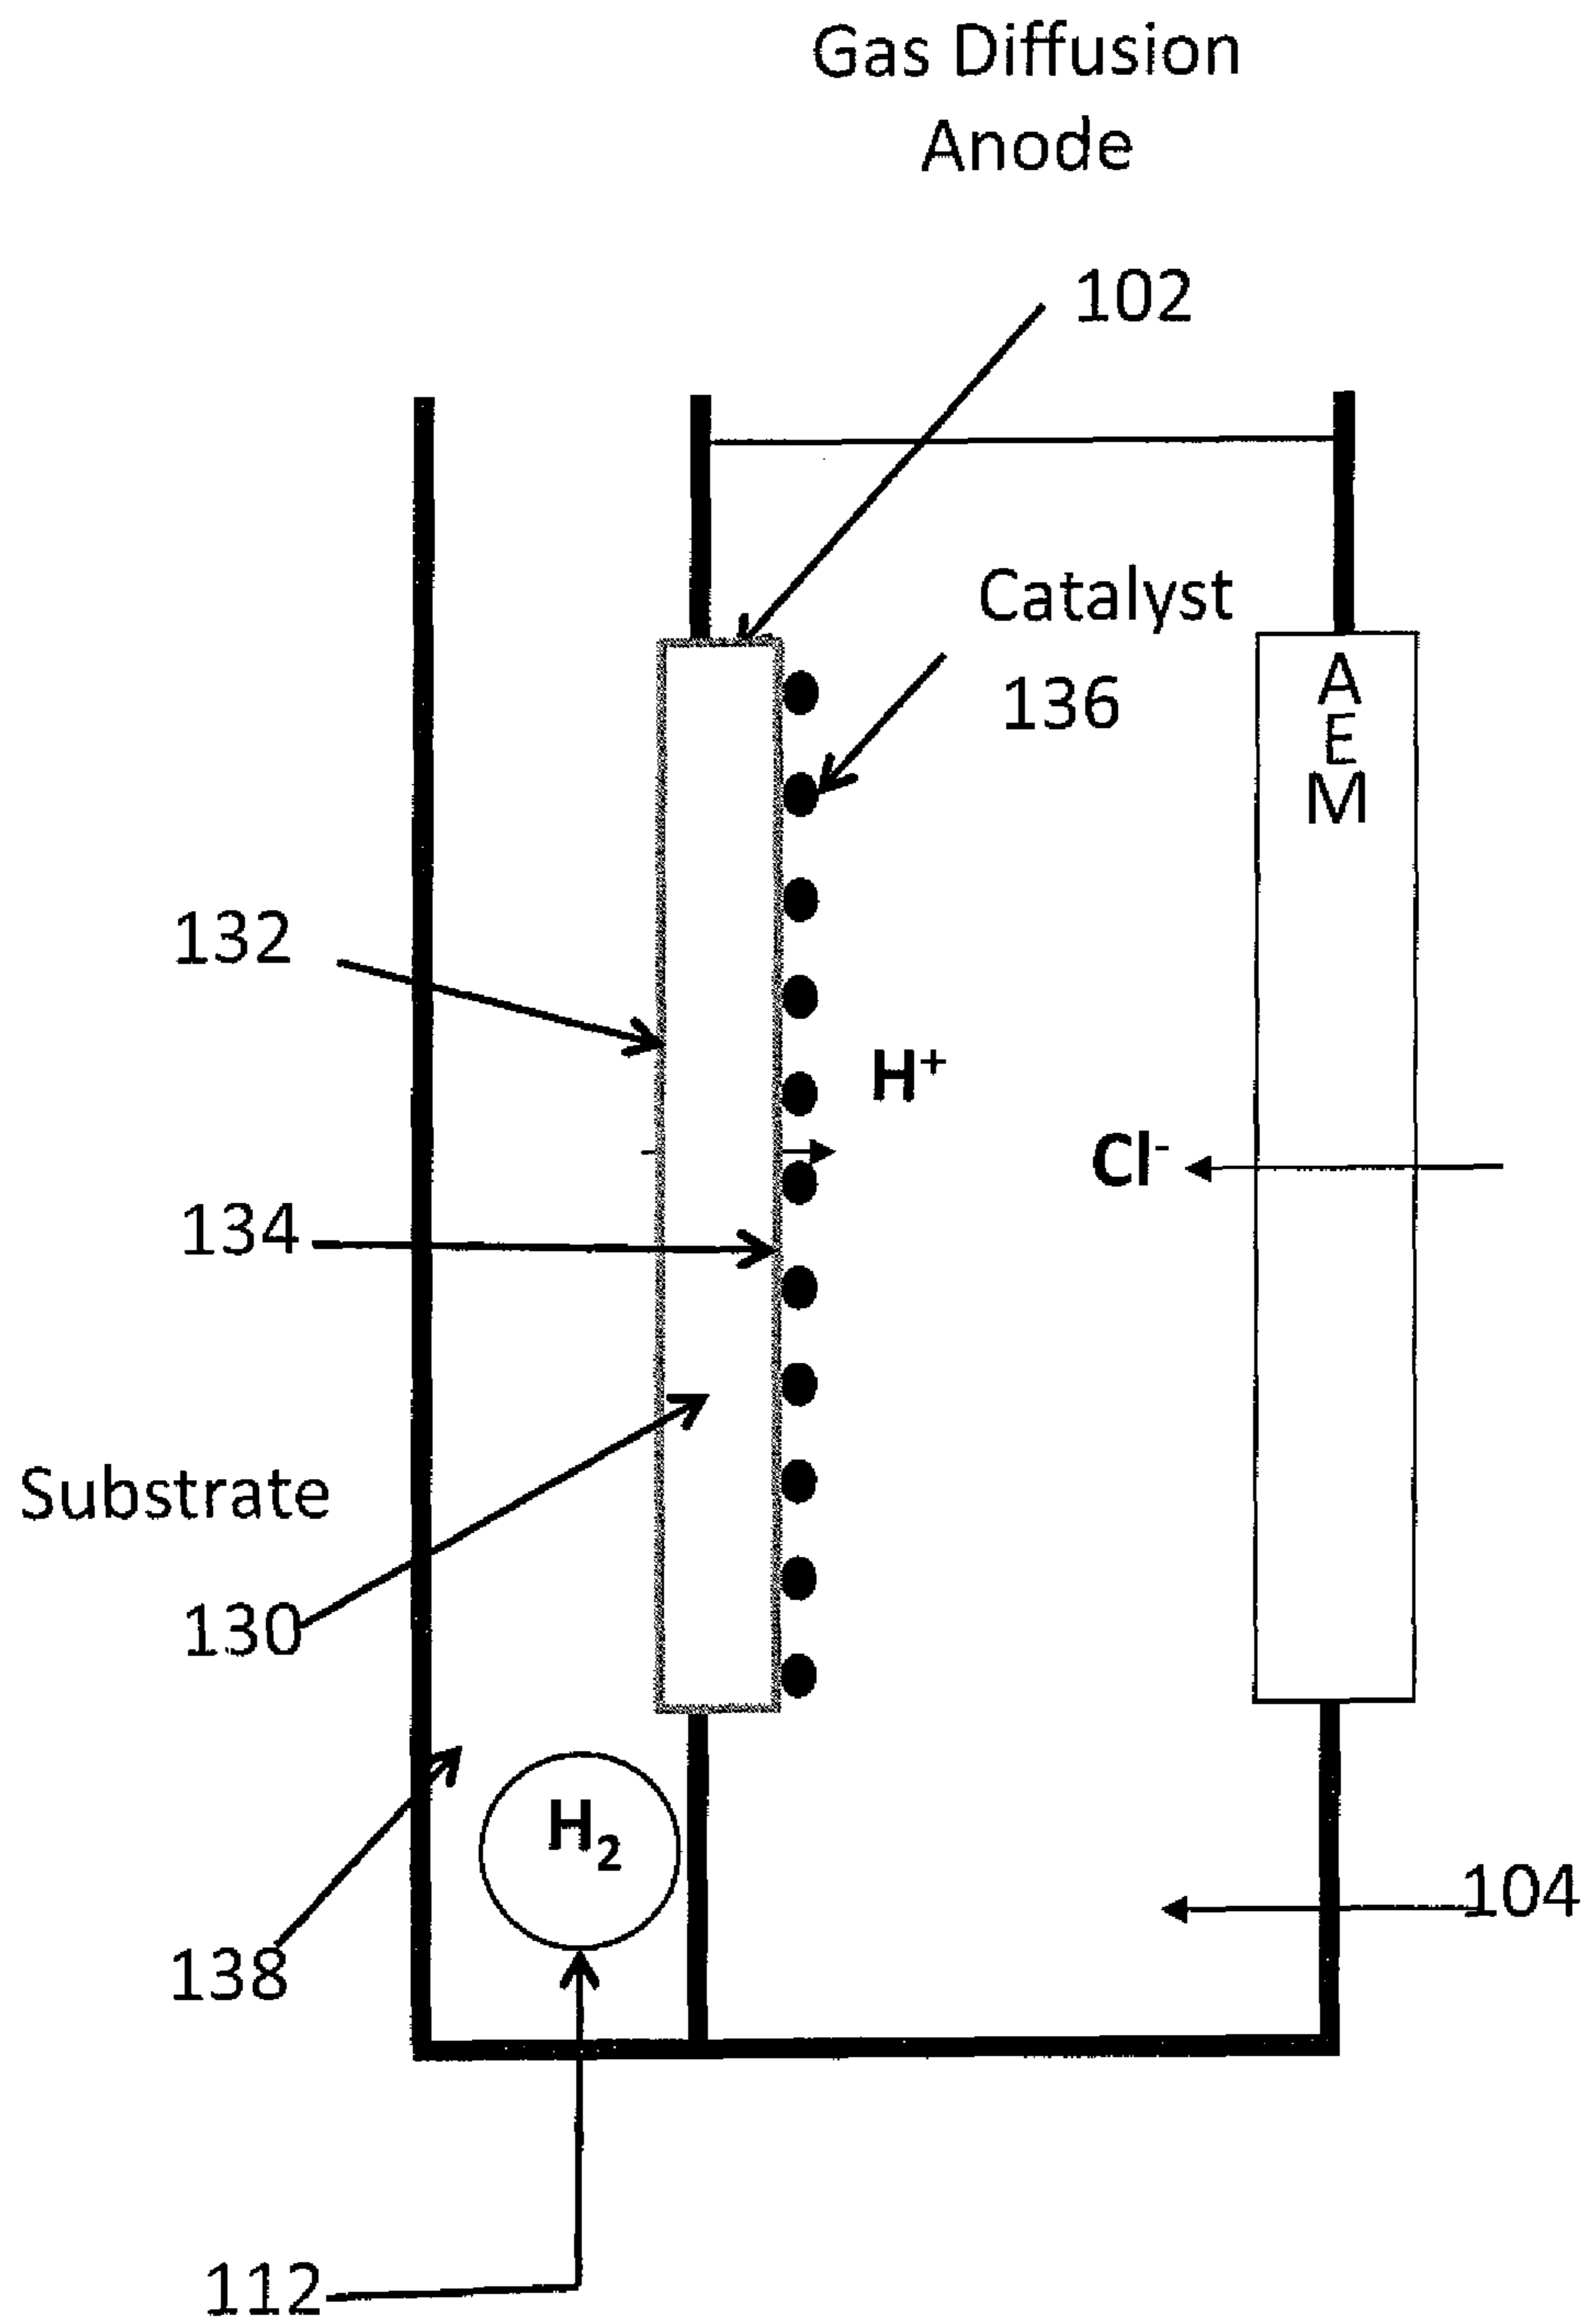 Gas Diffusion
Anode
102
Catalyst
136
A
E
M
132
H⁺
Cl⁻
134
Substrate
130
H₂
104
138
112